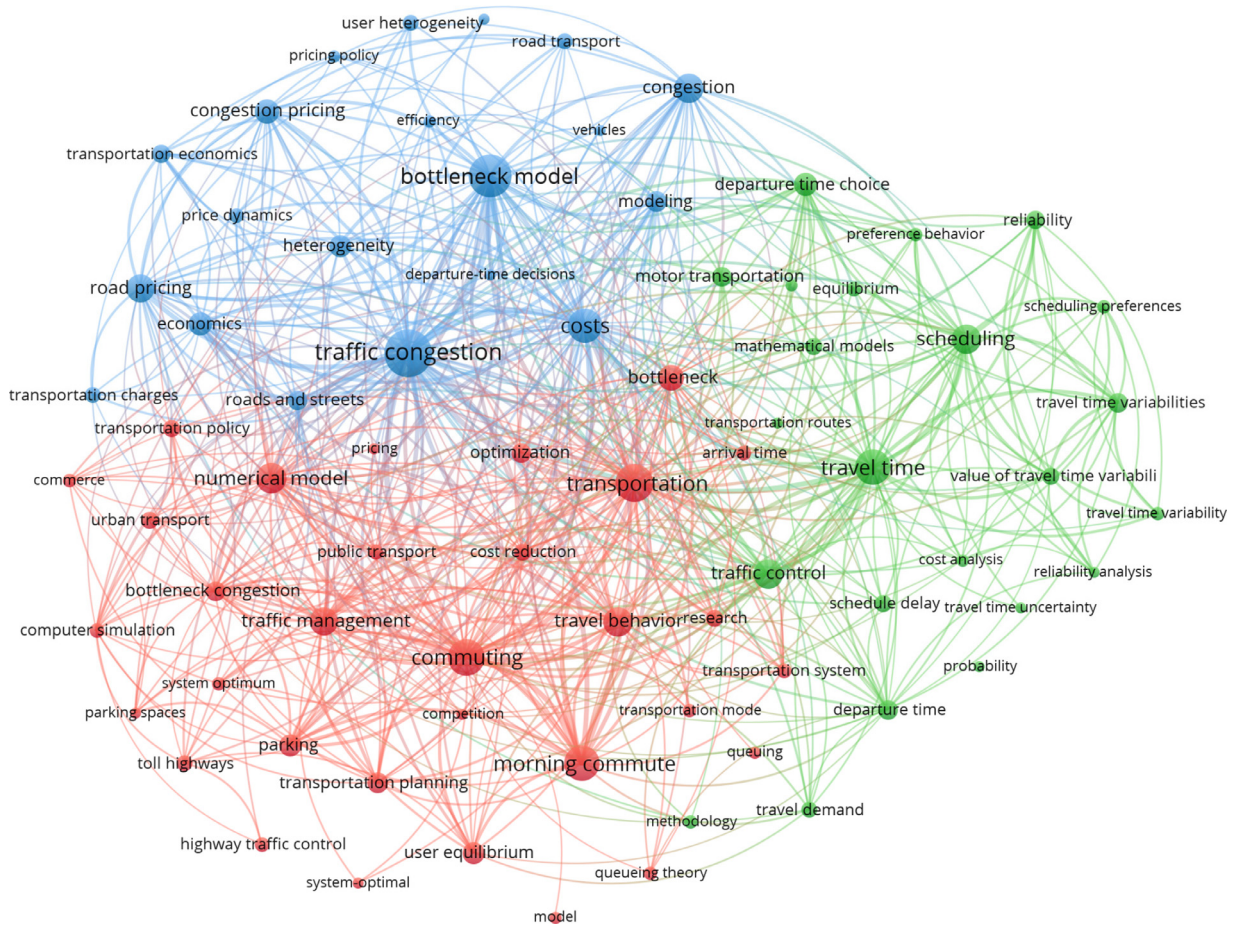 user heterogeneity
road transport
pricing policy
congestion
congestion pricing
efficiency
vehicles
transportation economics
bottleneck model
departure time choice
modeling
price dynamics
reliability
preference behavior
heterogeneity
departure-time decisions
motor transportation
road pricing
equilibrium
scheduling preferences
economics
costs
scheduling
mathematical models
traffic congestion
bottleneck
transportation charges
roads and streets
travel time variabilities
transportation routes
transportation policy
pricing
optimization
arrival time
travel time
commerce
numerical model
transportation
value of travel time variabili
urban transport
travel time variability
public transport
cost reduction
cost analysis
traffic control
reliability analysis
bottleneck congestion
schedule delay
travel time uncertainty
traffic management
travel behavior
research
computer simulation
commuting
probability
transportation system
system optimum
parking spaces
competition
transportation mode
departure time
parking
queuing
toll highways
morning commute
transportation planning
travel demand
methodology
highway traffic control
user equilibrium
queueing theory
system-optimal
model